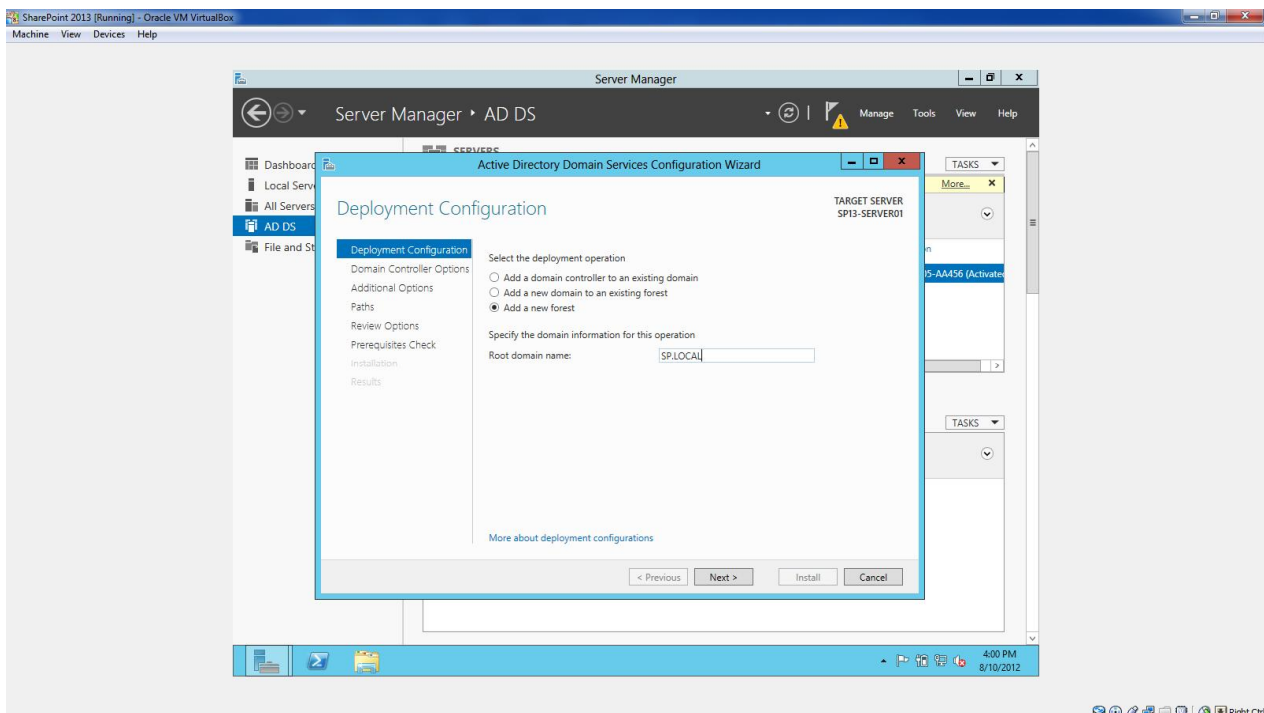 SharePoint 2013 [Running] - Oracle VM VirtualBox
Machine View Devices Help
Server Manager
Server Manager ‣ AD DS
Manage Tools View Help
SERVERS
Dashboard
Local Serv
All Servers
AD DS
File and St
TASKS
More...
Active Directory Domain Services Configuration Wizard
Deployment Configuration
TARGET SERVER
SP13-SERVER01
Deployment Configuration
Domain Controller Options
Additional Options
Paths
Review Options
Prerequisites Check
Installation
Results
Select the deployment operation
Add a domain controller to an existing domain
Add a new domain to an existing forest
Add a new forest
Specify the domain information for this operation
Root domain name: SP.LOCAL
More about deployment configurations
< Previous Next > Install Cancel
-AA456 (Activated
TASKS
4:00 PM
8/10/2012
Right Ctrl